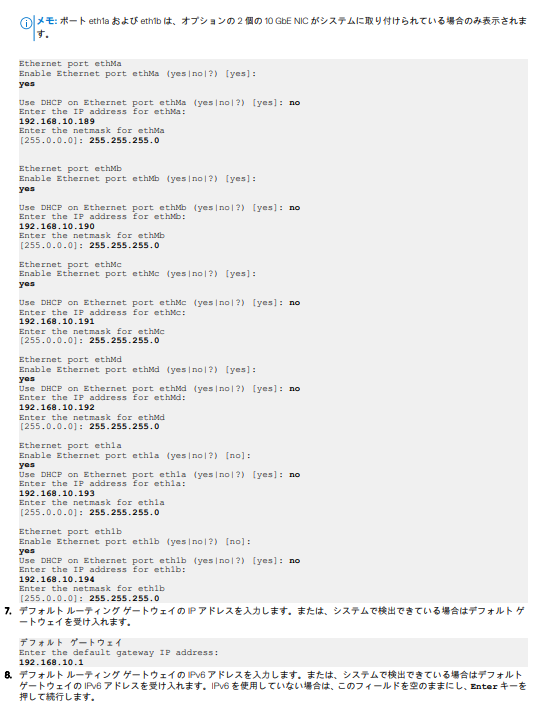 メモ: ポート eth1a および eth1b は、オプションの 2 個の 10 GbE NIC がシステムに取り付けられている場合のみ表示されま
す。
Ethernet port ethMa
Enable Ethernet port ethMa (yes|no|?) [yes]:
yes
Use DHCP on Ethernet port ethMa (yes|no|?) [yes]: no
Enter the IP address for ethMa:
192.168.10.189
Enter the netmask for ethMa
[255.0.0.0]: 255.255.255.0
Ethernet port ethMb
Enable Ethernet port ethMb (yes|no|?) [yes]:
yes
Use DHCP on Ethernet port ethMb (yes|no|?) [yes]: no
Enter the IP address for ethMb:
192.168.10.190
Enter the netmask for ethMb
[255.0.0.0]: 255.255.255.0
Ethernet port ethMc
Enable Ethernet port ethMc (yes|no|?) [yes]:
yes
Use DHCP on Ethernet port ethMc (yes|no|?) [yes]: no
Enter the IP address for ethMc:
192.168.10.191
Enter the netmask for ethMc
[255.0.0.0]: 255.255.255.0
Ethernet port ethMd
Enable Ethernet port ethMd (yes|no|?) [yes]:
yes
Use DHCP on Ethernet port ethMd (yes|no|?) [yes]: no
Enter the IP address for ethMd:
192.168.10.192
Enter the netmask for ethMd
[255.0.0.0]: 255.255.255.0
Ethernet port eth1a
Enable Ethernet port eth1a (yes|no|?) [no]:
yes
Use DHCP on Ethernet port eth1a (yes|no|?) [yes]: no
Enter the IP address for eth1a:
192.168.10.193
Enter the netmask for eth1a
[255.0.0.0]: 255.255.255.0
Ethernet port eth1b
Enable Ethernet port eth1b (yes|no|?) [no]:
yes
Use DHCP on Ethernet port eth1b (yes|no|?) [yes]: no
Enter the IP address for eth1b:
192.168.10.194
Enter the netmask for eth1b
[255.0.0.0]: 255.255.255.0
7. デフォルト ルーティング ゲートウェイの IP アドレスを入力します。または、システムで検出できている場合はデフォルト ゲ
ートウェイを受け入れます。
デフォルト ゲートウェイ
Enter the default gateway IP address:
192.168.10.1
8. デフォルト ルーティング ゲートウェイの IPv6 アドレスを入力します。または、システムで検出できている場合はデフォルト
ゲートウェイの IPv6 アドレスを受け入れます。IPv6 を使用していない場合は、このフィールドを空のままにし、Enter キーを
押して続行します。